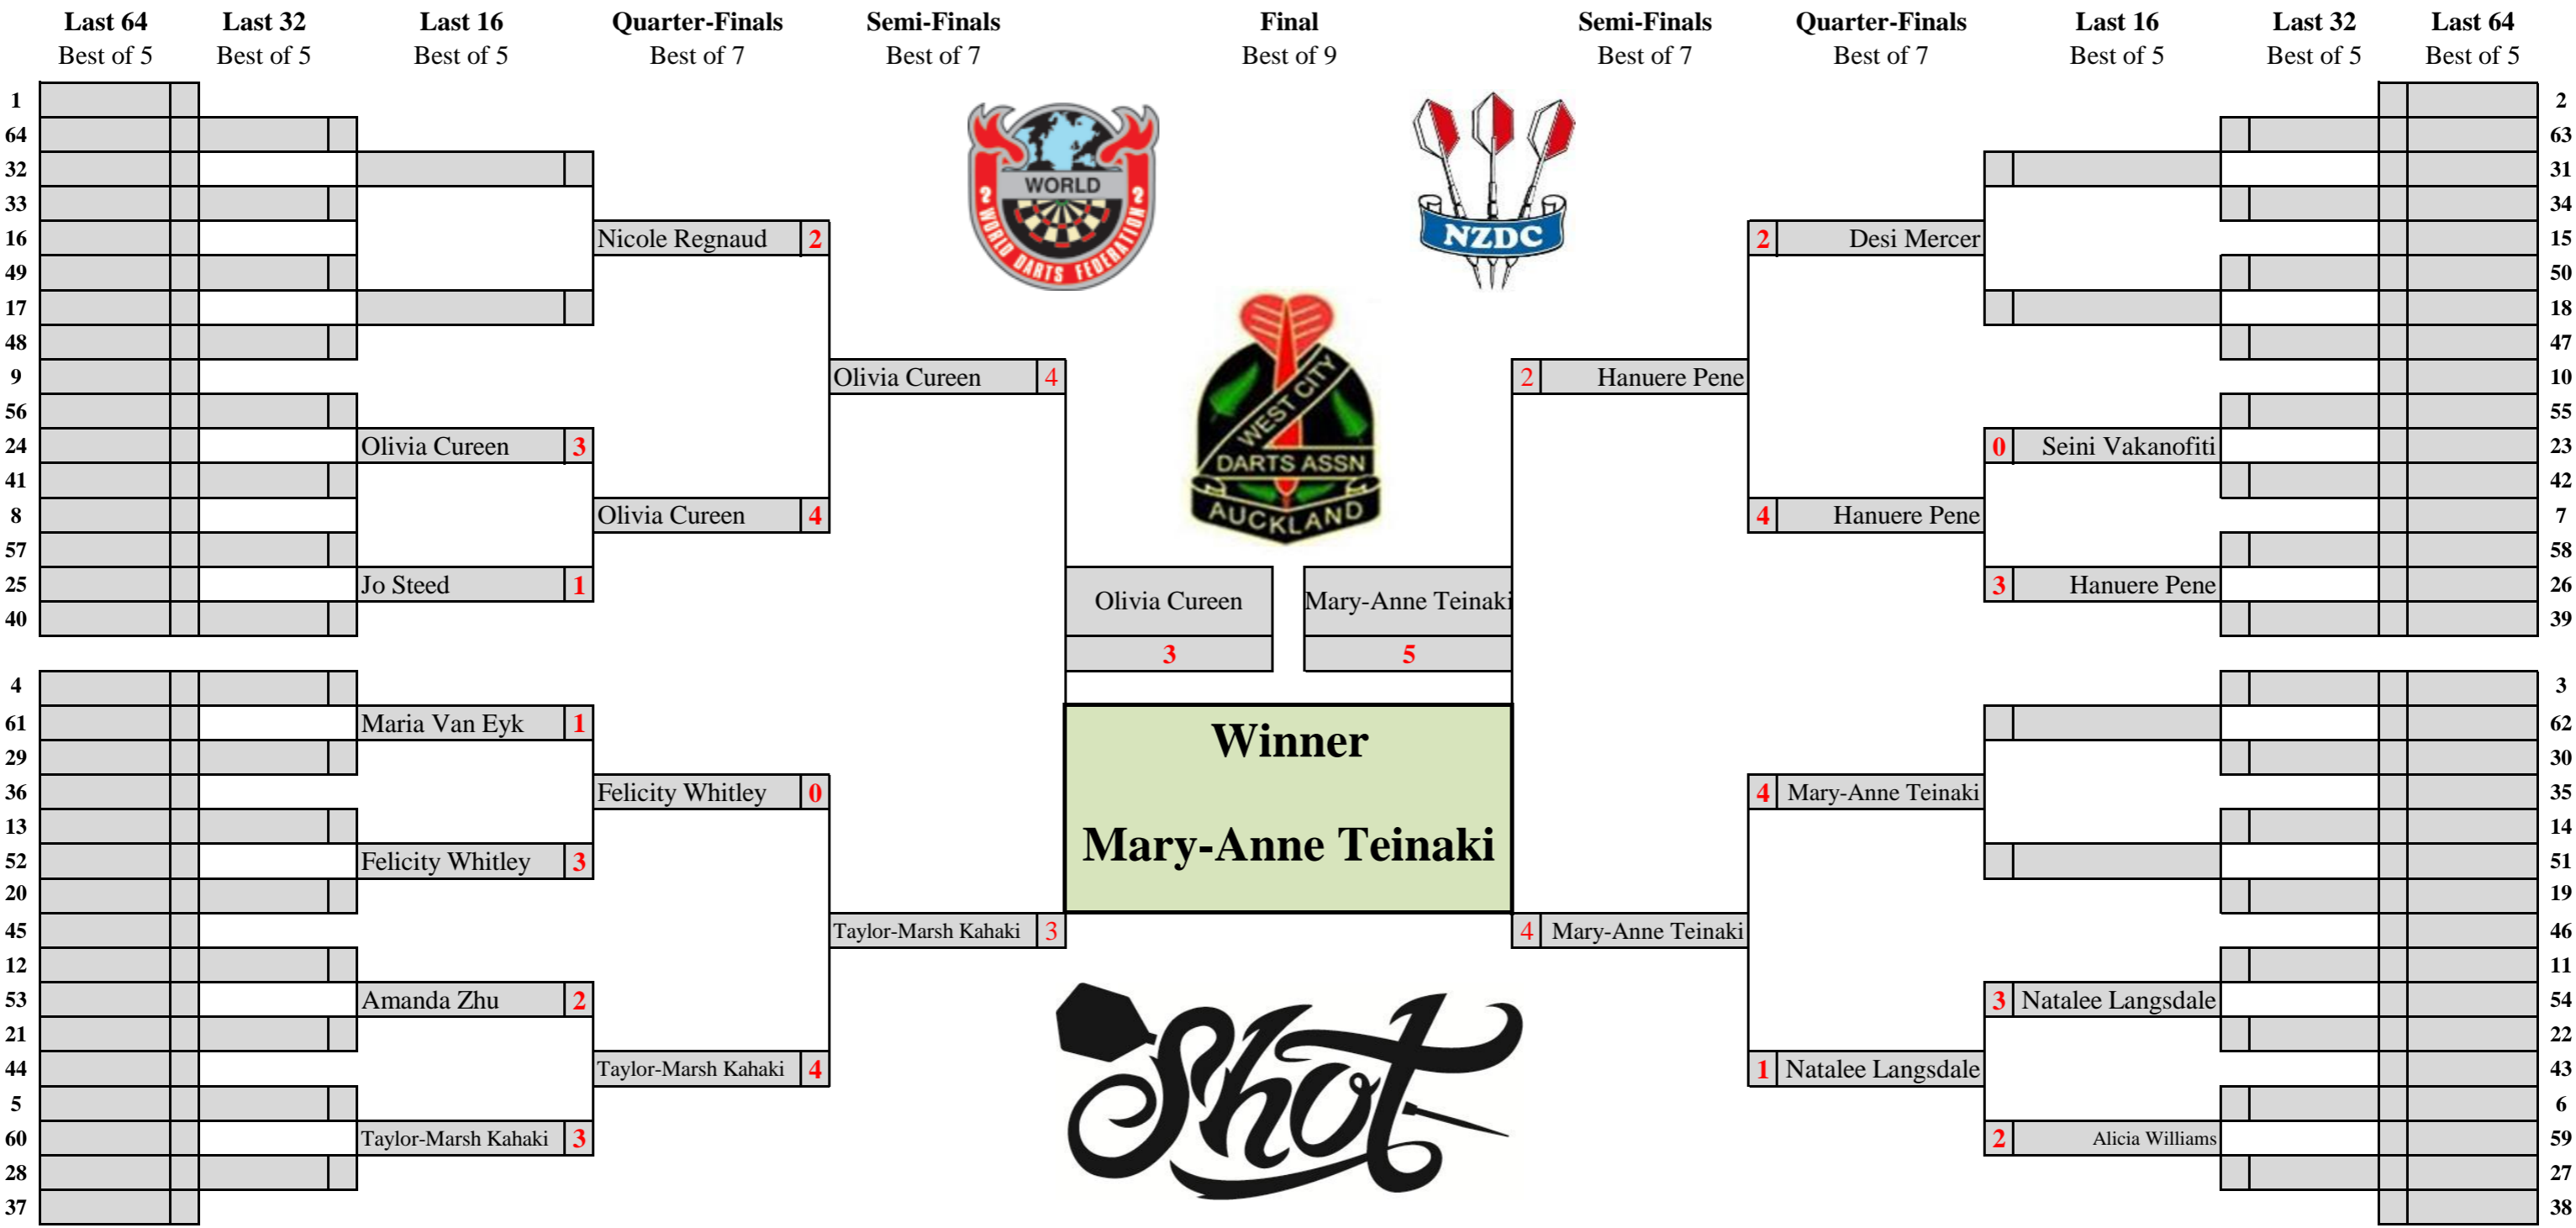 Last 64 Last 32 Last 16 Quarter-Finals Semi-Finals Final Semi-Finals Quarter-Finals Last 16 Last 32 Last 64
Best of 5 Best of 5 Best of 5 Best of 7 Best of 7 Best of 9 Best of 7 Best of 7 Best of 5 Best of 5 Best of 5
1 2
64 63
32 31
WORLD
33 34
2 WORLD DARTS FEDERATION 2
NZDC
16 Nicole Regnaud 2 2 Desi Mercer 15
49 50
17 18
48 47
9 Olivia Cureen 4 2 Hanuere Pene 10
WEST CITY
56 55
24 Olivia Cureen 3 0 Seini Vakanofiti 23
DARTS ASSN
41 42
8 Olivia Cureen 4 4 Hanuere Pene 7
AUCKLAND
57 58
25 Jo Steed 1 3 Hanuere Pene 26
Olivia Cureen Mary-Anne Teinaki
40 39
3 5
4 3
61 Maria Van Eyk 1 62
Winner
29 30
36 Felicity Whitley 0 4 Mary-Anne Teinaki 35
13 14
Mary-Anne Teinaki
52 Felicity Whitley 3 51
20 19
45 Taylor-Marsh Kahaki 3 4 Mary-Anne Teinaki 46
12 11
53 Amanda Zhu 2 3 Natalee Langsdale 54
21 22
44 Taylor-Marsh Kahaki 4 1 Natalee Langsdale 43
Shot
5 6
60 Taylor-Marsh Kahaki 3 2 Alicia Williams 59
28 27
37 38